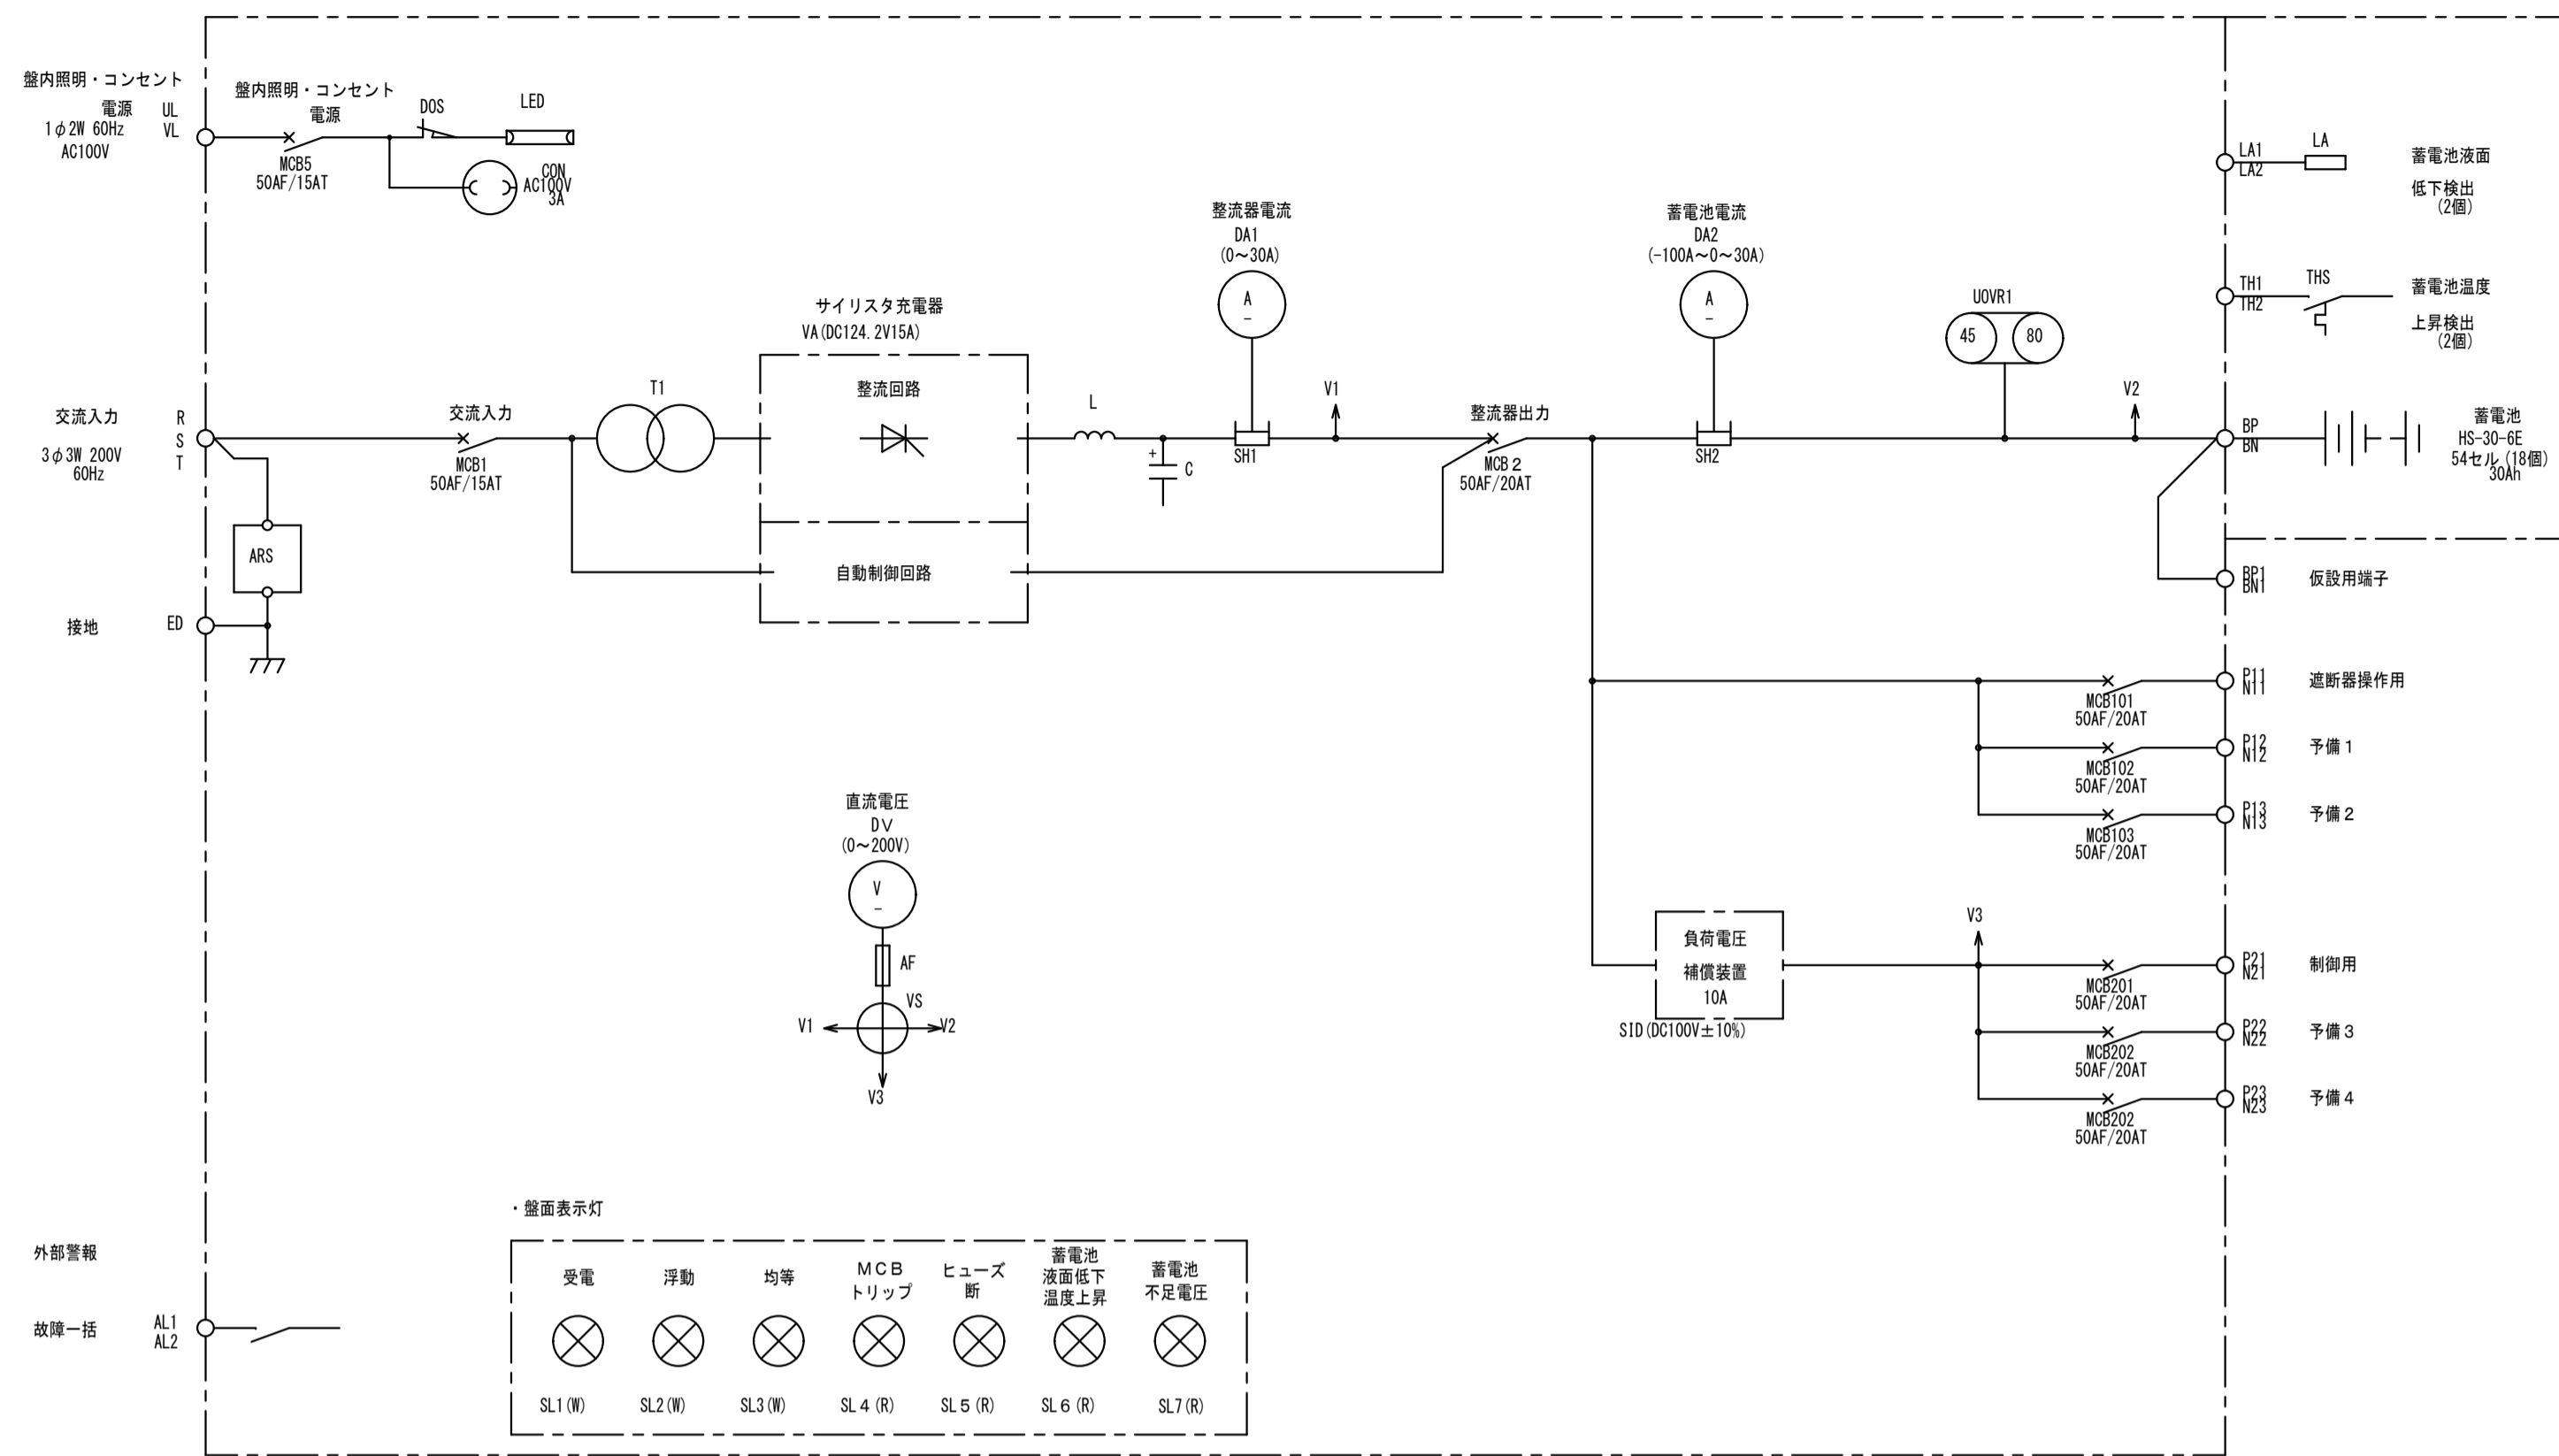 盤内照明・コンセント
電源
1φ2W 60Hz
AC100V
UL
VL
盤内照明・コンセント
電源
MCB5
50AF/15AT
DOS
LED
CON
AC100V
3A
交流入力
3φ3W 200V
60Hz
R
S
T
交流入力
MCB1
50AF/15AT
T1
サイリスタ充電器
VA(DC124.2V15A)
整流回路
自動制御回路
L
+
C
整流器電流
DA1
(0～30A)
A
−
SH1
V1
整流器出力
MCB２
50AF/20AT
蓄電池電流
DA2
(-100A～0～30A)
A
−
SH2
UOVR1
45
80
V2
LA1
LA2
LA
蓄電池液面
低下検出
(2個)
TH1
TH2
THS
蓄電池温度
上昇検出
(2個)
BP
BN
蓄電池
HS-30-6E
54セル(18個)
30Ah
BP1
BN1
仮設用端子
ARS
接地
ED
MCB101
50AF/20AT
P11
N11
遮断器操作用
MCB102
50AF/20AT
P12
N12
予備１
MCB103
50AF/20AT
P13
N13
予備２
直流電圧
DＶ
(0～200V)
V
−
AF
VS
V1
V2
V3
負荷電圧
補償装置
10A
SID(DC100V±10%)
V3
MCB201
50AF/20AT
P21
N21
制御用
MCB202
50AF/20AT
P22
N22
予備３
MCB202
50AF/20AT
P23
N23
予備４
外部警報
故障一括
AL1
AL2
・盤面表示灯
受電
浮動
均等
ＭＣＢ
トリップ
ヒューズ
断
蓄電池
液面低下
温度上昇
蓄電池
不足電圧
SL1(W)
SL2(W)
SL3(W)
SL４(R)
SL５(R)
SL６(R)
SL7(R)